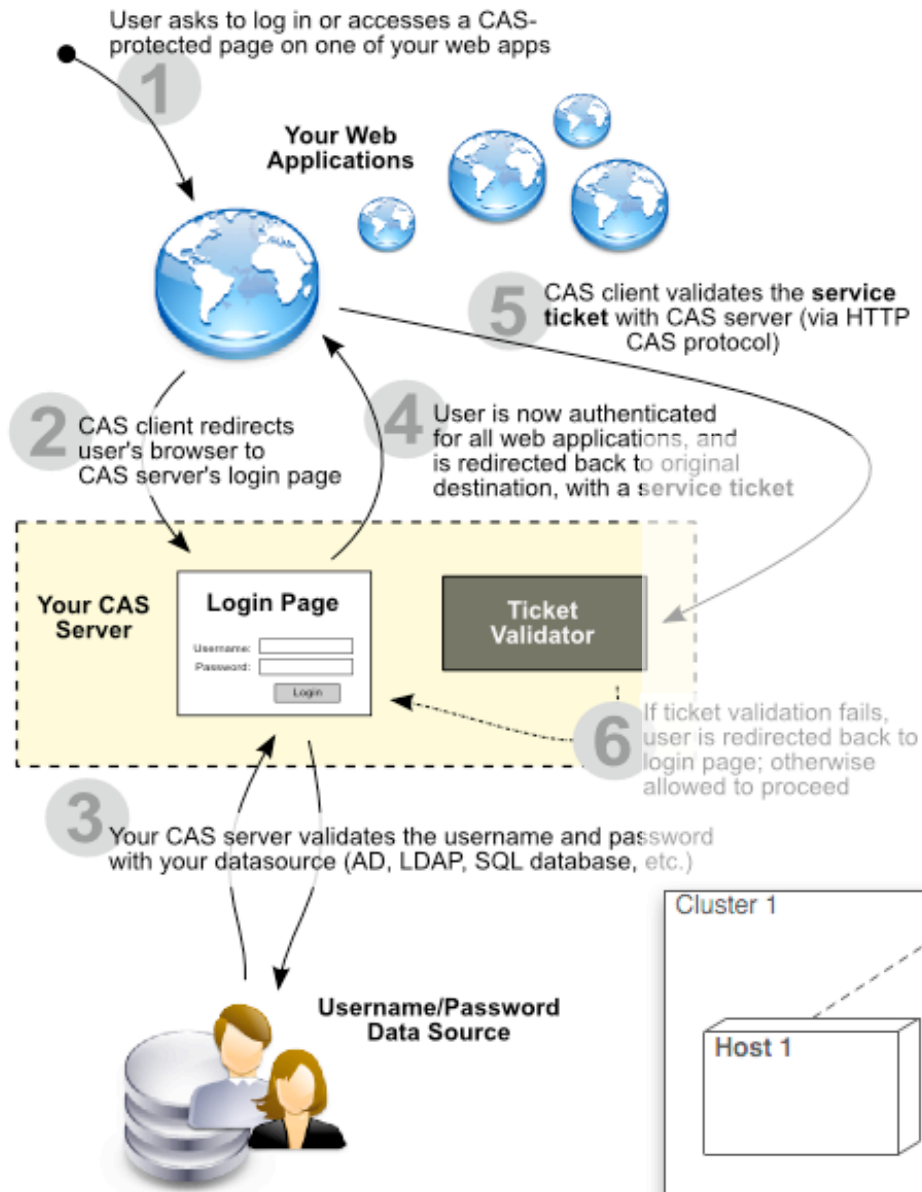 User asks to log in or accesses a CAS-
protected page on one of your web apps
1
Your Web
Applications
5
CAS client validates the service
ticket with CAS server (via HTTP
CAS protocol)
2
CAS client redirects
user's browser to
CAS server's login page
4
User is now authenticated
for all web applications, and
is redirected back to original
destination, with a service ticket
Your CAS
Server
Login Page
Username:
Password:
Login
Ticket
Validator
6
If ticket validation fails,
user is redirected back to
login page; otherwise
allowed to proceed
3
Your CAS server validates the username and password
with your datasource (AD, LDAP, SQL database, etc.)
Username/Password
Data Source
Cluster 1
Host 1